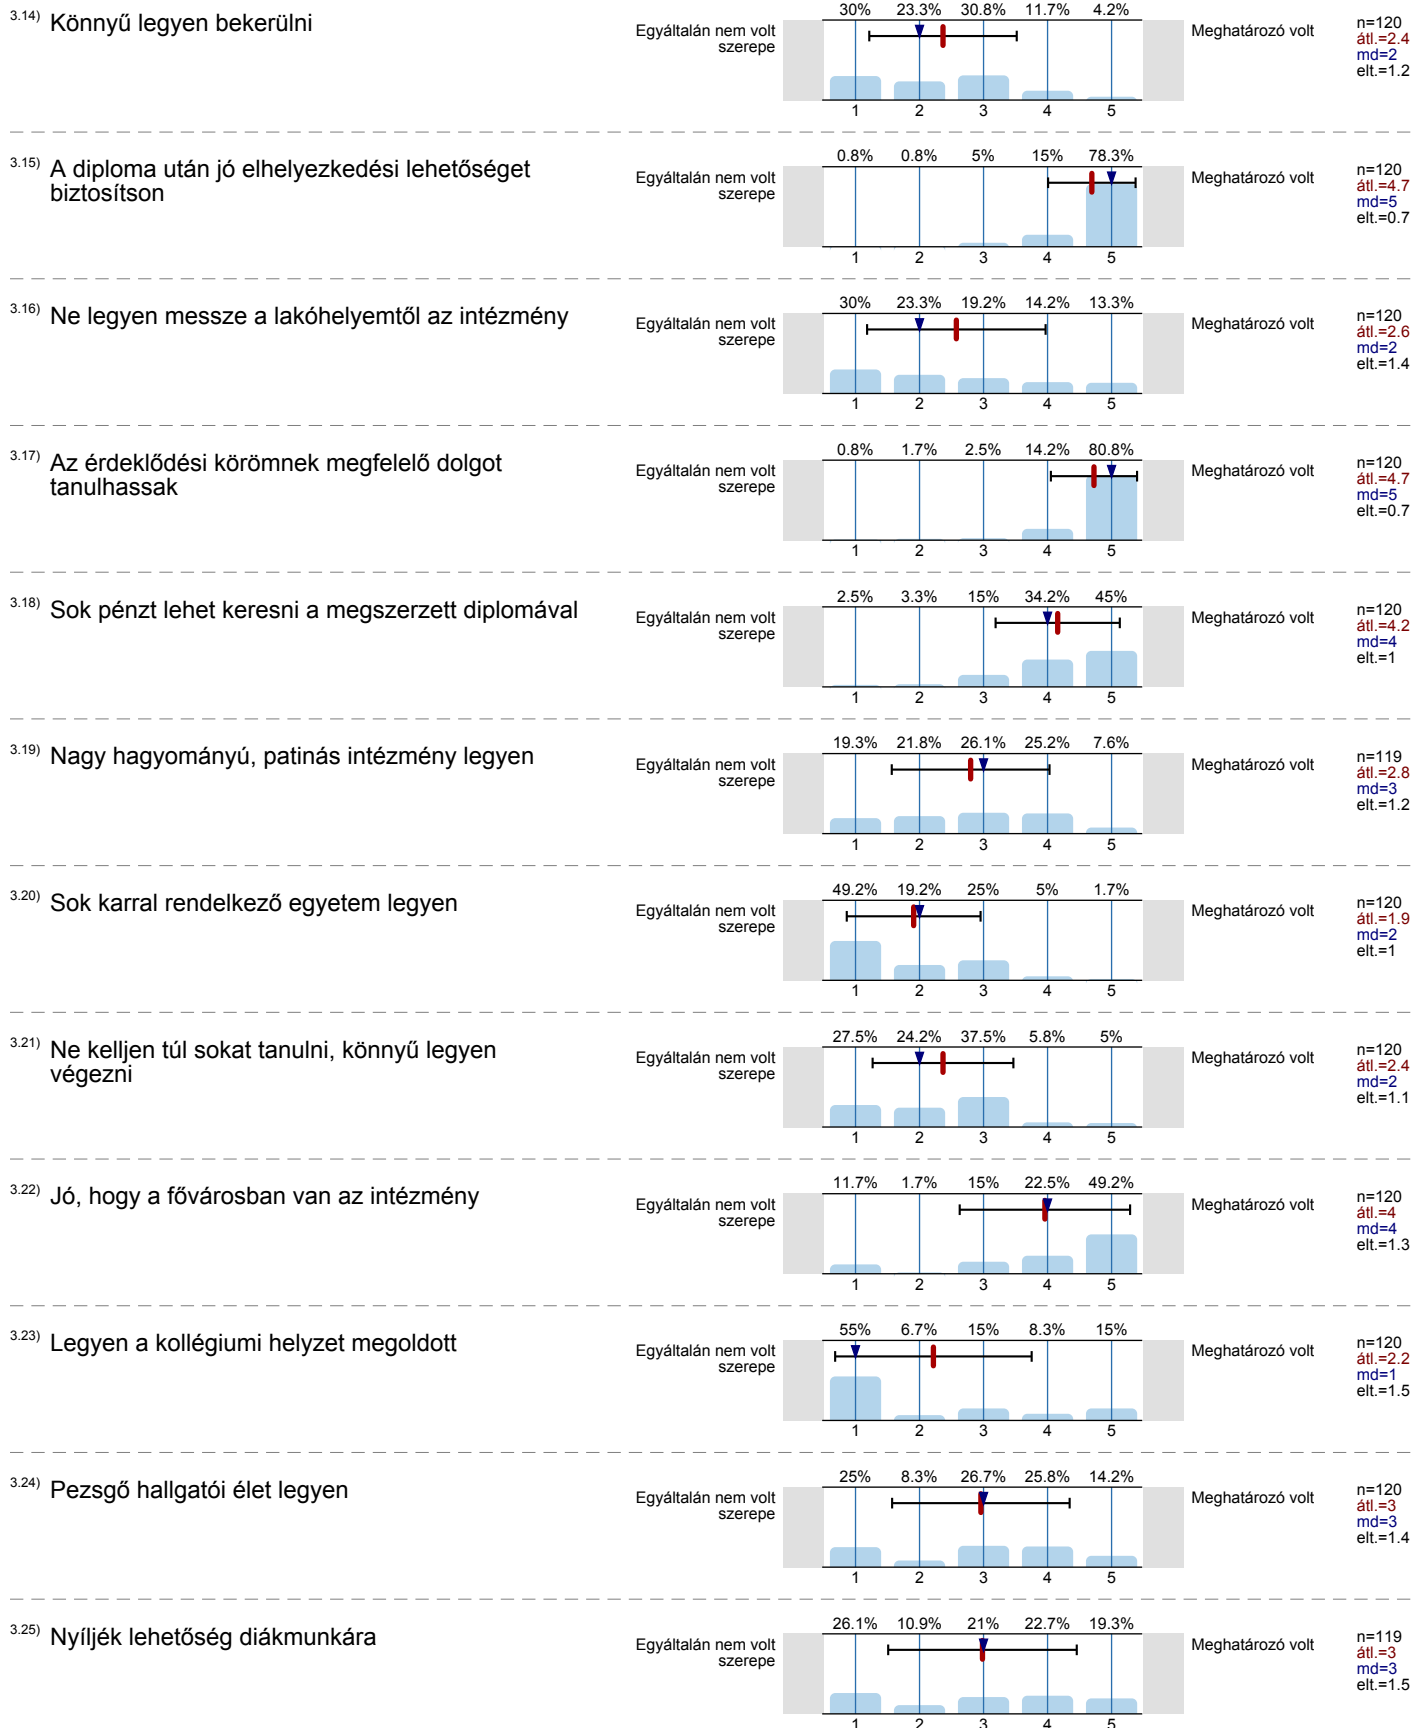 3.14) Könnyű legyen bekerülni
Egyáltalán nem volt
szerepe
30% 23.3% 30.8% 11.7% 4.2%
1 2 3 4 5
Meghatározó volt
n=120
átl.=2.4
md=2
elt.=1.2
3.15) A diploma után jó elhelyezkedési lehetőséget
biztosítson
Egyáltalán nem volt
szerepe
0.8% 0.8% 5% 15% 78.3%
1 2 3 4 5
Meghatározó volt
n=120
átl.=4.7
md=5
elt.=0.7
3.16) Ne legyen messze a lakóhelyemtől az intézmény
Egyáltalán nem volt
szerepe
30% 23.3% 19.2% 14.2% 13.3%
1 2 3 4 5
Meghatározó volt
n=120
átl.=2.6
md=2
elt.=1.4
3.17) Az érdeklődési körömnek megfelelő dolgot
tanulhassak
Egyáltalán nem volt
szerepe
0.8% 1.7% 2.5% 14.2% 80.8%
1 2 3 4 5
Meghatározó volt
n=120
átl.=4.7
md=5
elt.=0.7
3.18) Sok pénzt lehet keresni a megszerzett diplomával
Egyáltalán nem volt
szerepe
2.5% 3.3% 15% 34.2% 45%
1 2 3 4 5
Meghatározó volt
n=120
átl.=4.2
md=4
elt.=1
3.19) Nagy hagyományú, patinás intézmény legyen
Egyáltalán nem volt
szerepe
19.3% 21.8% 26.1% 25.2% 7.6%
1 2 3 4 5
Meghatározó volt
n=119
átl.=2.8
md=3
elt.=1.2
3.20) Sok karral rendelkező egyetem legyen
Egyáltalán nem volt
szerepe
49.2% 19.2% 25% 5% 1.7%
1 2 3 4 5
Meghatározó volt
n=120
átl.=1.9
md=2
elt.=1
3.21) Ne kelljen túl sokat tanulni, könnyű legyen
végezni
Egyáltalán nem volt
szerepe
27.5% 24.2% 37.5% 5.8% 5%
1 2 3 4 5
Meghatározó volt
n=120
átl.=2.4
md=2
elt.=1.1
3.22) Jó, hogy a fővárosban van az intézmény
Egyáltalán nem volt
szerepe
11.7% 1.7% 15% 22.5% 49.2%
1 2 3 4 5
Meghatározó volt
n=120
átl.=4
md=4
elt.=1.3
3.23) Legyen a kollégiumi helyzet megoldott
Egyáltalán nem volt
szerepe
55% 6.7% 15% 8.3% 15%
1 2 3 4 5
Meghatározó volt
n=120
átl.=2.2
md=1
elt.=1.5
3.24) Pezsgő hallgatói élet legyen
Egyáltalán nem volt
szerepe
25% 8.3% 26.7% 25.8% 14.2%
1 2 3 4 5
Meghatározó volt
n=120
átl.=3
md=3
elt.=1.4
3.25) Nyíljék lehetőség diákmunkára
Egyáltalán nem volt
szerepe
26.1% 10.9% 21% 22.7% 19.3%
1 2 3 4 5
Meghatározó volt
n=119
átl.=3
md=3
elt.=1.5